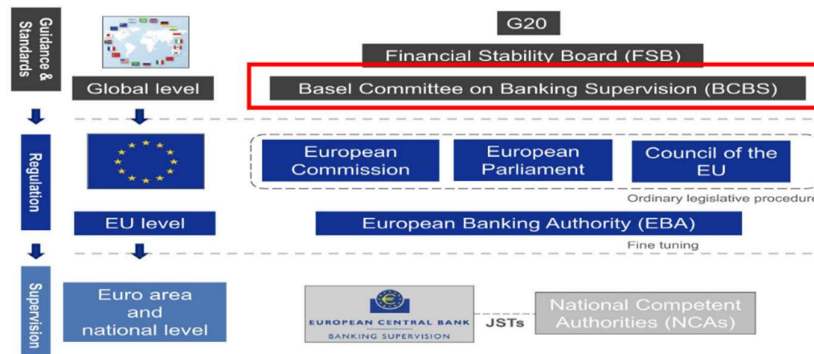 Guidance &
Standards
G20
Financial Stability Board (FSB)
Global level
Basel Committee on Banking Supervision (BCBS)
Regulation
European
Commission
European
Parliament
Council of the
EU
Ordinary legislative procedure
EU level
European Banking Authority (EBA)
Fine tuning
Supervision
Euro area
and
national level
EUROPEAN CENTRAL BANK
BANKING SUPERVISION
JSTs
National Competent
Authorities (NCAs)